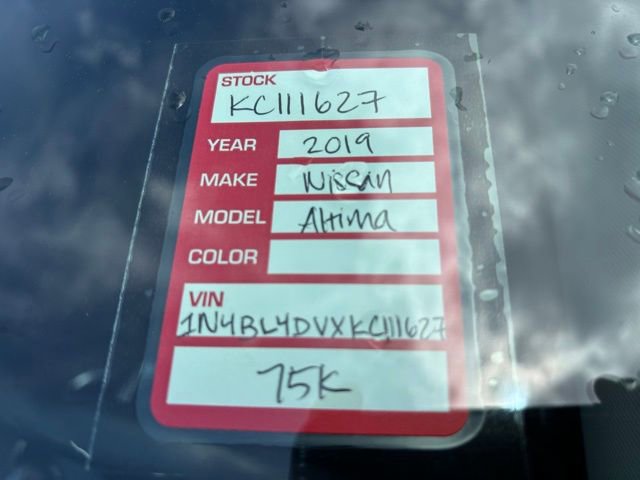 STOCK
KC111627
YEAR 2019
MAKE Nissan
MODEL Altima
COLOR
VIN
1N4BL4DVXKC111627
75K